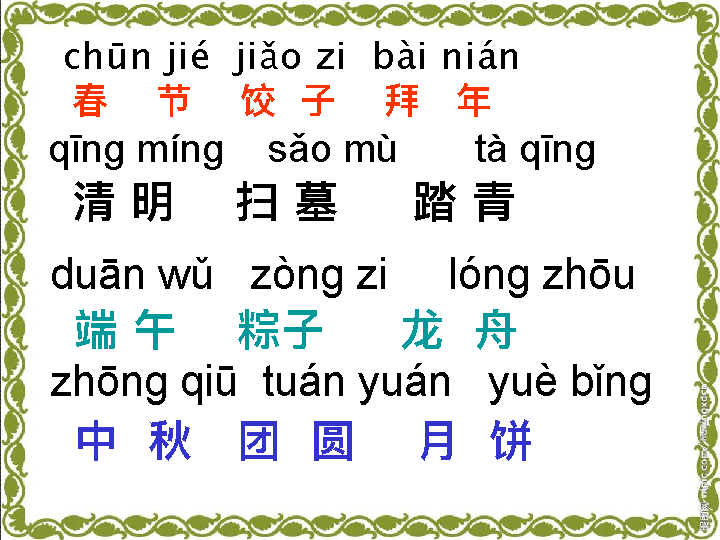 chūn jié jiǎo zi bài nián
春 节 饺 子 拜 年
qīng míng sǎo mù tà qīng
清 明 扫 墓 踏 青
duān wǔ zòng zi lóng zhōu
端 午 粽子 龙 舟
zhōng qiū tuán yuán yuè bǐng
中 秋 团 圆 月 饼